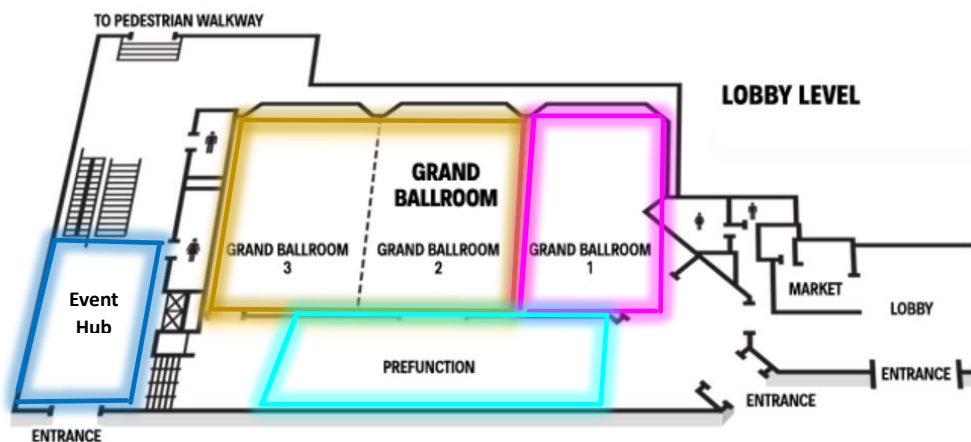 TO PEDESTRIAN WALKWAY
LOBBY LEVEL
GRAND
BALLROOM
GRAND BALLROOM
3
GRAND BALLROOM
2
GRAND BALLROOM
1
Event
Hub
MARKET
LOBBY
PREFUNCTION
ENTRANCE
ENTRANCE
ENTRANCE